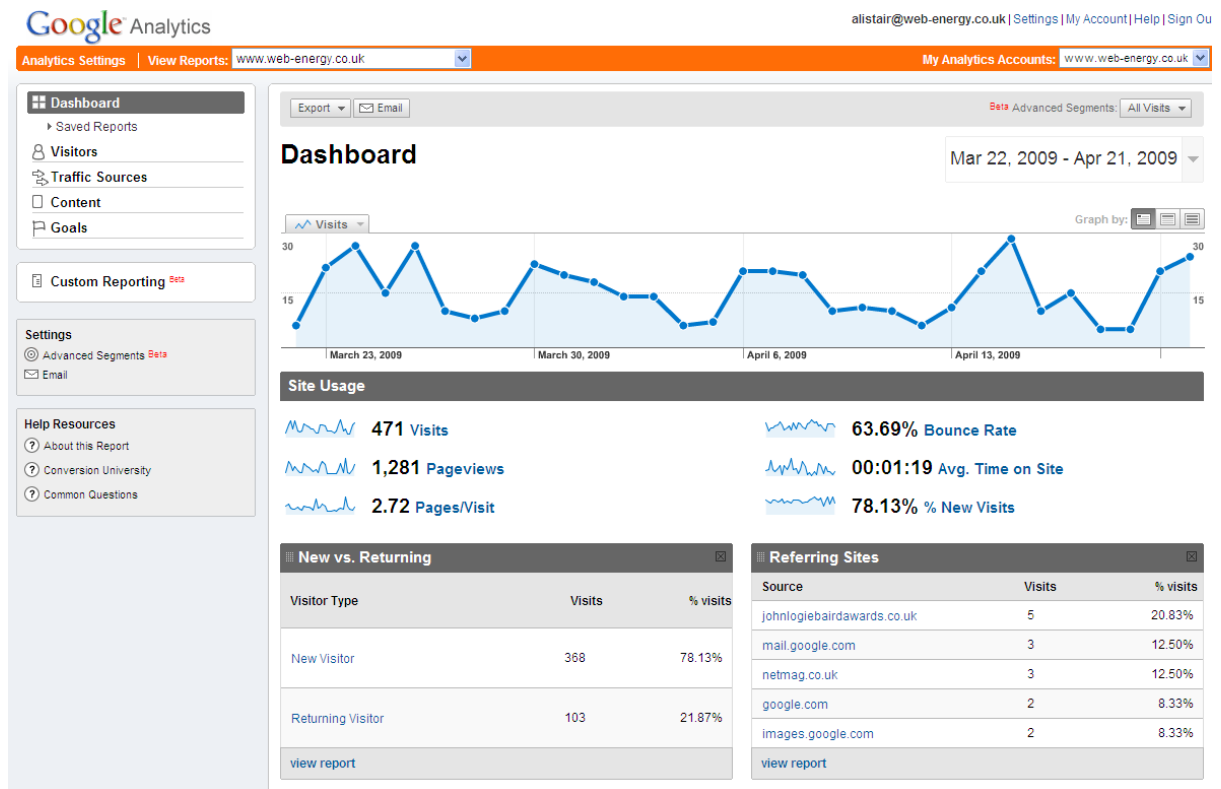 Google Analytics
alistair@web-energy.co.uk | Settings | My Account | Help | Sign Ou
Analytics Settings | View Reports: www.web-energy.co.uk
My Analytics Accounts: www.web-energy.co.uk
Dashboard
Saved Reports
Visitors
Traffic Sources
Content
Goals
Custom Reporting Beta
Settings
Advanced Segments Beta
Email
Help Resources
About this Report
Conversion University
Common Questions
Export Email
Beta Advanced Segments: All Visits
Dashboard
Mar 22, 2009 - Apr 21, 2009
Visits
Graph by:
30 30
15 15
March 23, 2009 March 30, 2009 April 6, 2009 April 13, 2009
Site Usage
471 Visits
63.69% Bounce Rate
1,281 Pageviews
00:01:19 Avg. Time on Site
2.72 Pages/Visit
78.13% % New Visits
New vs. Returning
Visitor Type Visits % visits
New Visitor 368 78.13%
Returning Visitor 103 21.87%
view report
Referring Sites
Source Visits % visits
johnlogiebairdawards.co.uk 5 20.83%
mail.google.com 3 12.50%
netmag.co.uk 3 12.50%
google.com 2 8.33%
images.google.com 2 8.33%
view report